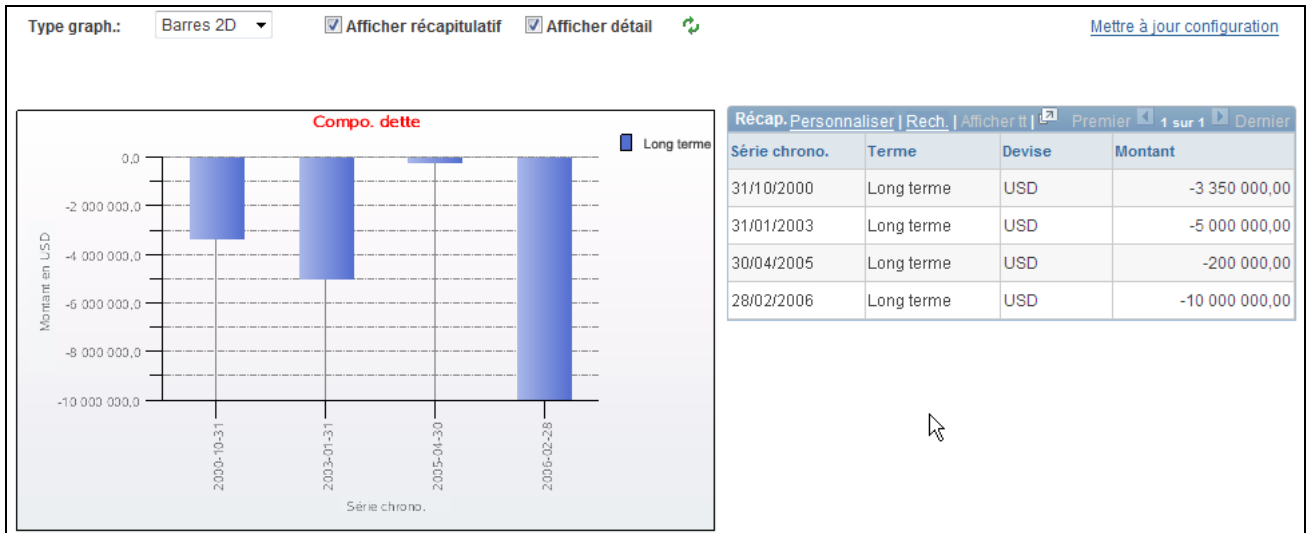 Type graph.: Barres 2D Afficher récapitulatif Afficher détail Mettre à jour configuration
Compo. dette
Long terme
0,0
-2 000 000,0
-4 000 000,0
-6 000 000,0
-8 000 000,0
-10 000 000,0
Montant en USD
2000-10-31
2003-01-31
2005-04-30
2006-02-28
Série chrono.
Récap. Personnaliser | Rech. | Afficher tt | Premier 1 sur 1 Dernier
Série chrono. Terme Devise Montant
31/10/2000 Long terme USD -3 350 000,00
31/01/2003 Long terme USD -5 000 000,00
30/04/2005 Long terme USD -200 000,00
28/02/2006 Long terme USD -10 000 000,00